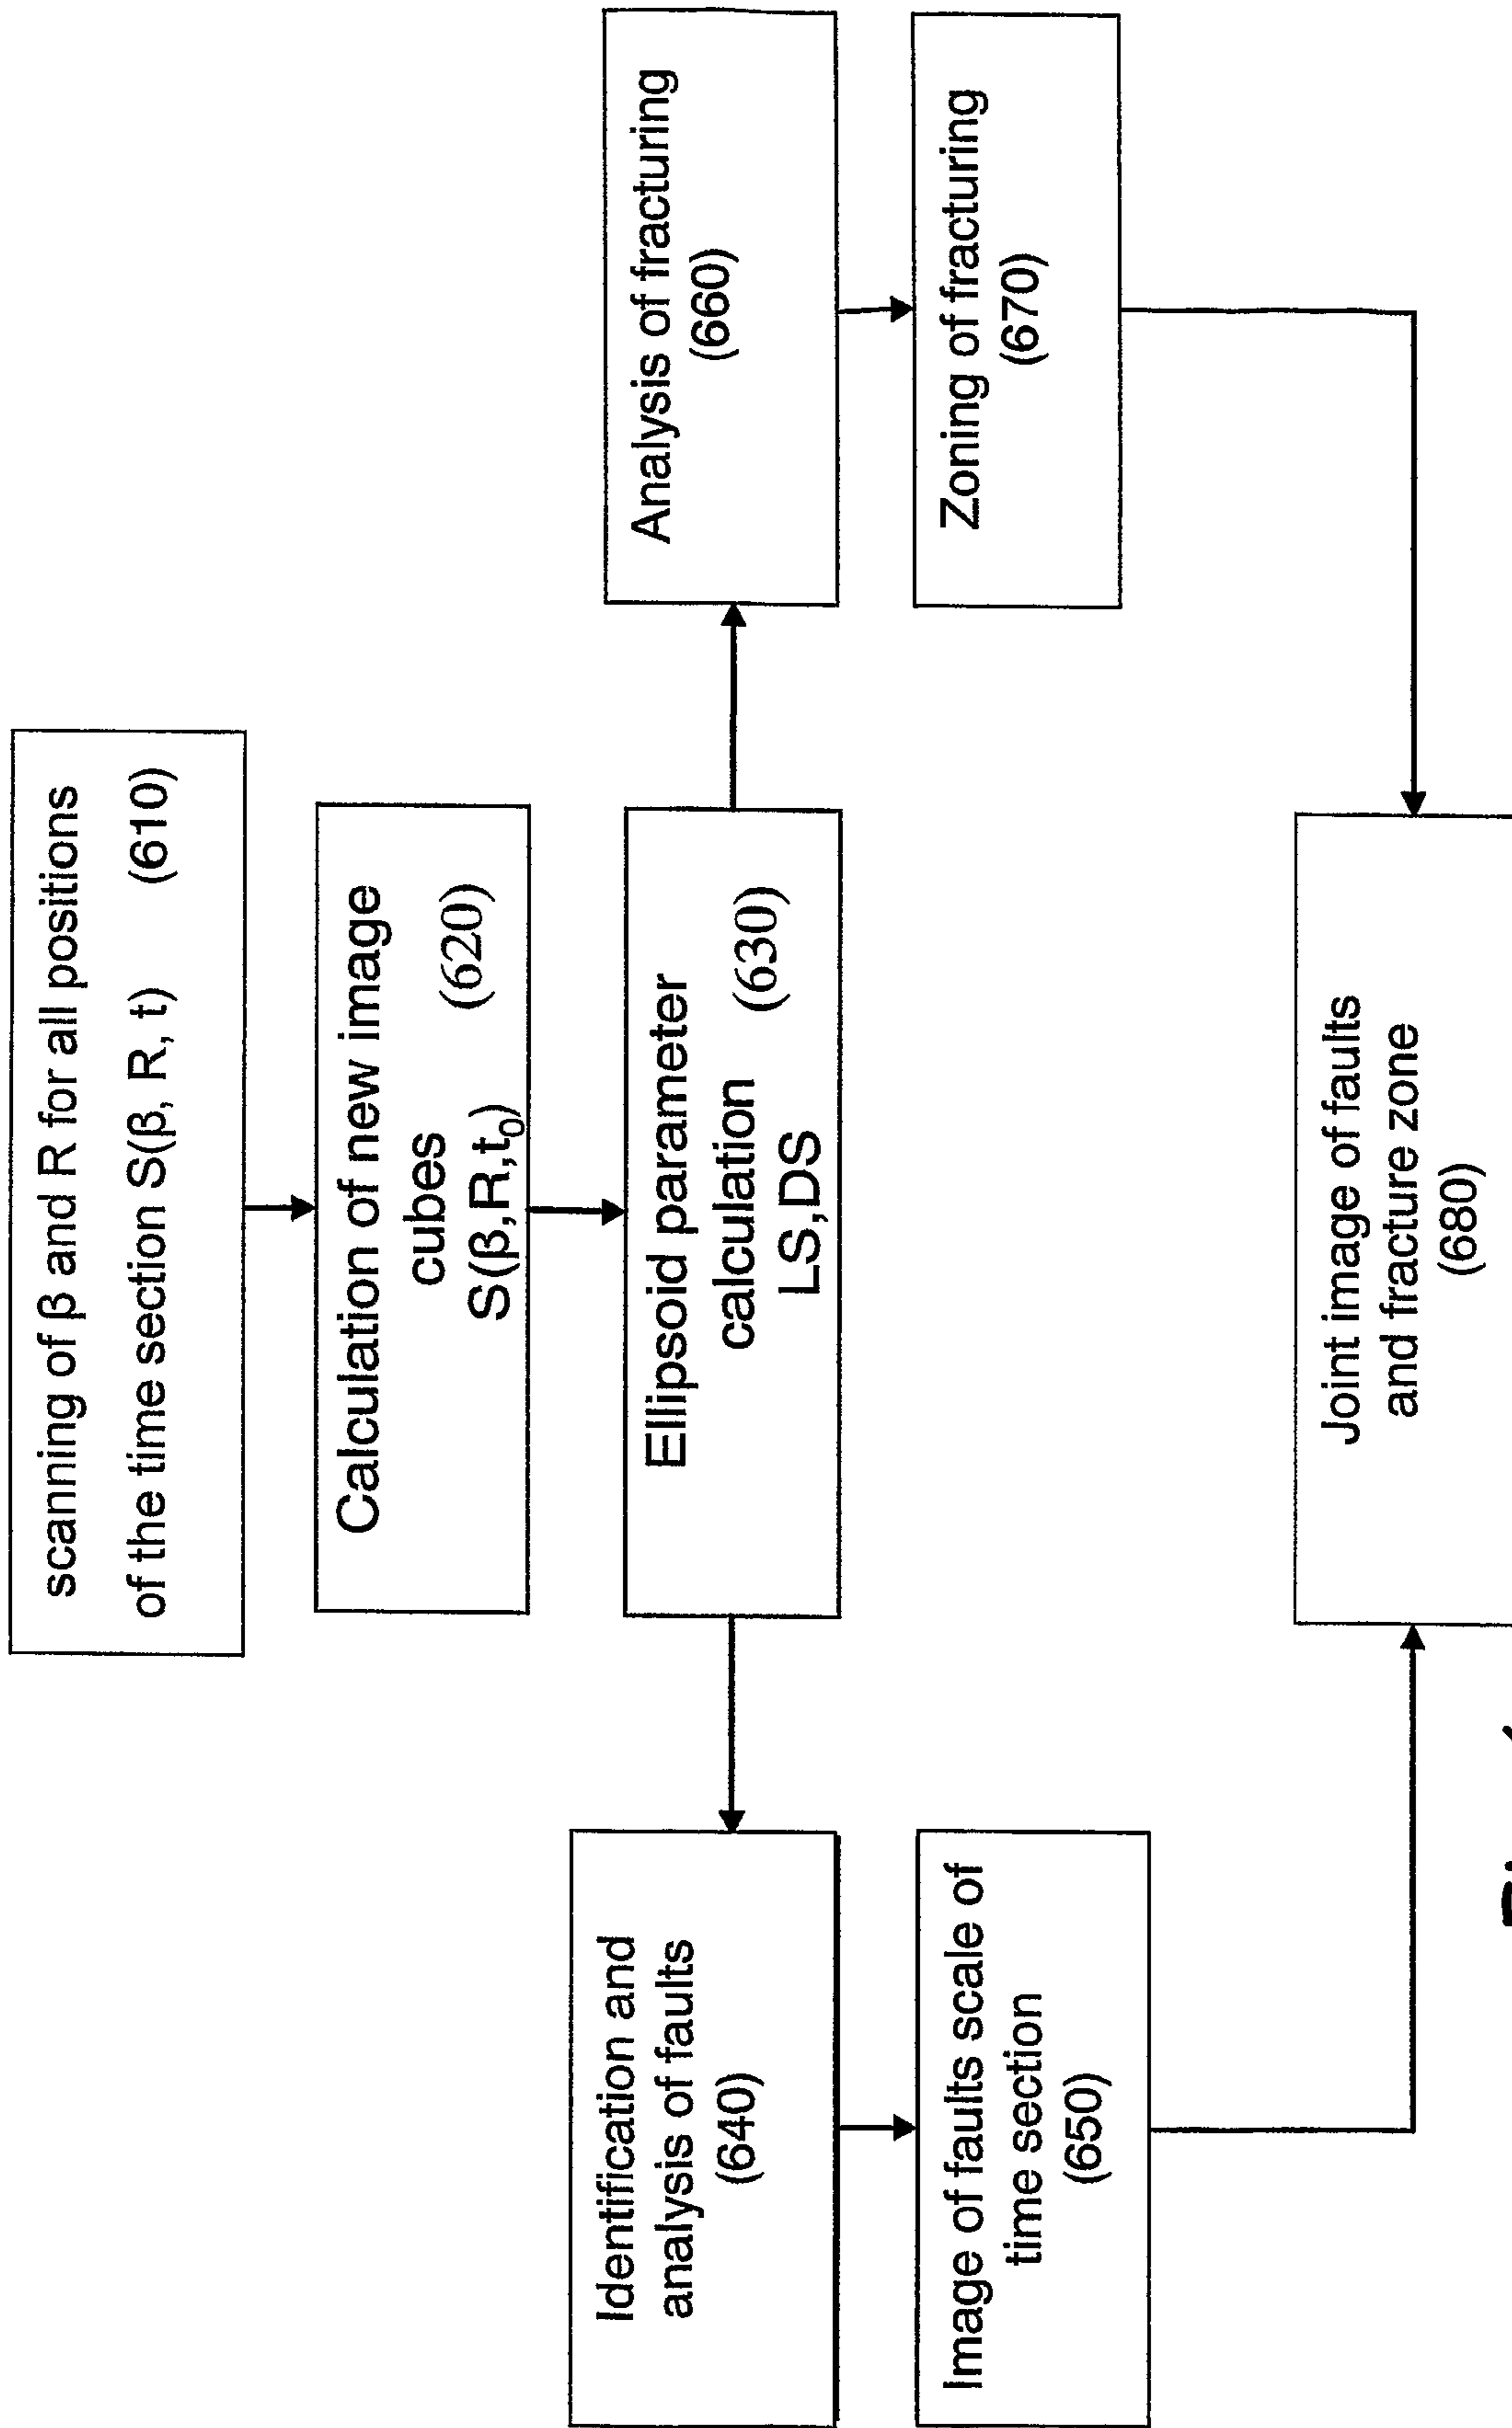 scanning of β and R for all positions
of the time section S(β, R, t) (610)
Calculation of new image
cubes (620)
S(β,R,t₀)
Ellipsoid parameter
calculation (630)
LS,DS
Identification and
analysis of faults
(640)
Image of faults scale of
time section
(650)
Analysis of fracturing
(660)
Zoning of fracturing
(670)
Joint image of faults
and fracture zone
(680)